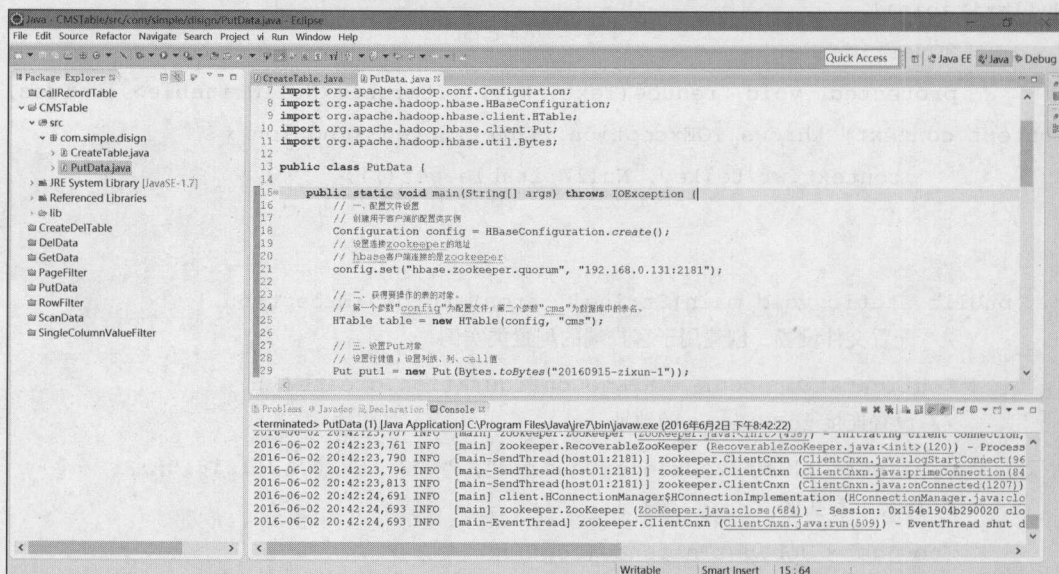 Java - CMSTable/src/com/simple/disign/PutData.java - Eclipse
File Edit Source Refactor Navigate Search Project vi Run Window Help
Quick Access
Java EE
Java
Debug
Package Explorer
CallRecordTable
CMSTable
src
com.simple.disign
CreateTable.java
PutData.java
JRE System Library [JavaSE-1.7]
Referenced Libraries
lib
CreateDelTable
DelData
GetData
PageFilter
PutData
RowFilter
ScanData
SingleColumnValueFilter
CreateTable.java
PutData.java
7 import org.apache.hadoop.conf.Configuration;
8 import org.apache.hadoop.hbase.HBaseConfiguration;
9 import org.apache.hadoop.hbase.client.HTable;
10 import org.apache.hadoop.hbase.client.Put;
11 import org.apache.hadoop.hbase.util.Bytes;
12
13 public class PutData {
14
15 public static void main(String[] args) throws IOException {
16 // 一、配置文件设置
17 // 创建用于客户端的配置类实例
18 Configuration config = HBaseConfiguration.create();
19 // 设置连接zookeeper的地址
20 // hbase客户端连接的是zookeeper
21 config.set("hbase.zookeeper.quorum", "192.168.0.131:2181");
22
23 // 二、获得要操作的表的对象。
24 // 第一个参数"config"为配置文件；第二个参数"cms"为数据库中的表名。
25 HTable table = new HTable(config, "cms");
26
27 // 三、设置Put对象
28 // 设置行健值；设置列族、列、cell值
29 Put put1 = new Put(Bytes.toBytes("20160915-zixun-1"));
Problems Javadoc Declaration Console
<terminated> PutData (1) [Java Application] C:\Program Files\Java\jre7\bin\javaw.exe (2016年6月2日 下午8:42:22)
2016-06-02 20:42:23,707 INFO [main] zookeeper.ZooKeeper (ZooKeeper.java:<init>(438)) - Initiating client connection,
2016-06-02 20:42:23,761 INFO [main] zookeeper.RecoverableZooKeeper (RecoverableZooKeeper.java:<init>(120)) - Process
2016-06-02 20:42:23,790 INFO [main-SendThread(host01:2181)] zookeeper.ClientCnxn (ClientCnxn.java:logStartConnect(96
2016-06-02 20:42:23,796 INFO [main-SendThread(host01:2181)] zookeeper.ClientCnxn (ClientCnxn.java:primeConnection(84
2016-06-02 20:42:23,813 INFO [main-SendThread(host01:2181)] zookeeper.ClientCnxn (ClientCnxn.java:onConnected(1207))
2016-06-02 20:42:24,691 INFO [main] client.HConnectionManager$HConnectionImplementation (HConnectionManager.java:clo
2016-06-02 20:42:24,693 INFO [main] zookeeper.ZooKeeper (ZooKeeper.java:close(684)) - Session: 0x154e1904b290020 clo
2016-06-02 20:42:24,693 INFO [main-EventThread] zookeeper.ClientCnxn (ClientCnxn.java:run(509)) - EventThread shut d
Writable
Smart Insert
15 : 64